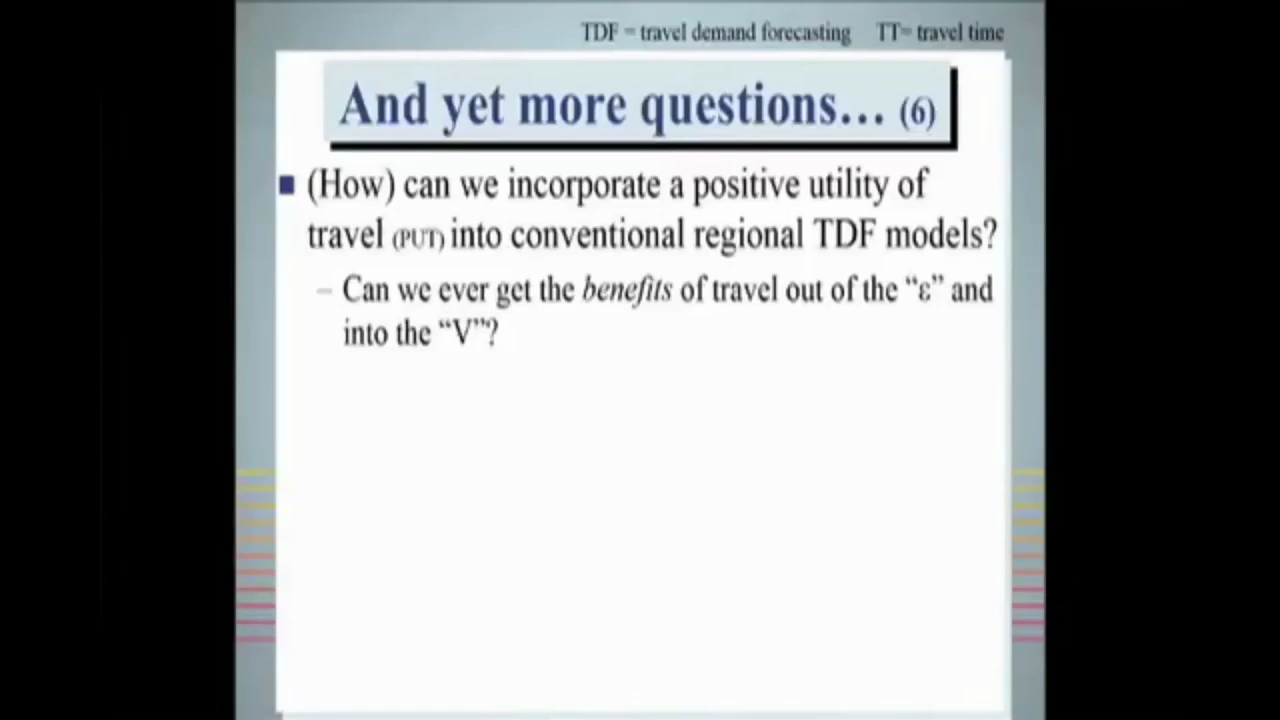 TDF = travel demand forecasting TT= travel time
And yet more questions… (6)
(How) can we incorporate a positive utility of
travel (PUT) into conventional regional TDF models?
– Can we ever get the benefits of travel out of the “ε” and
into the “V”?